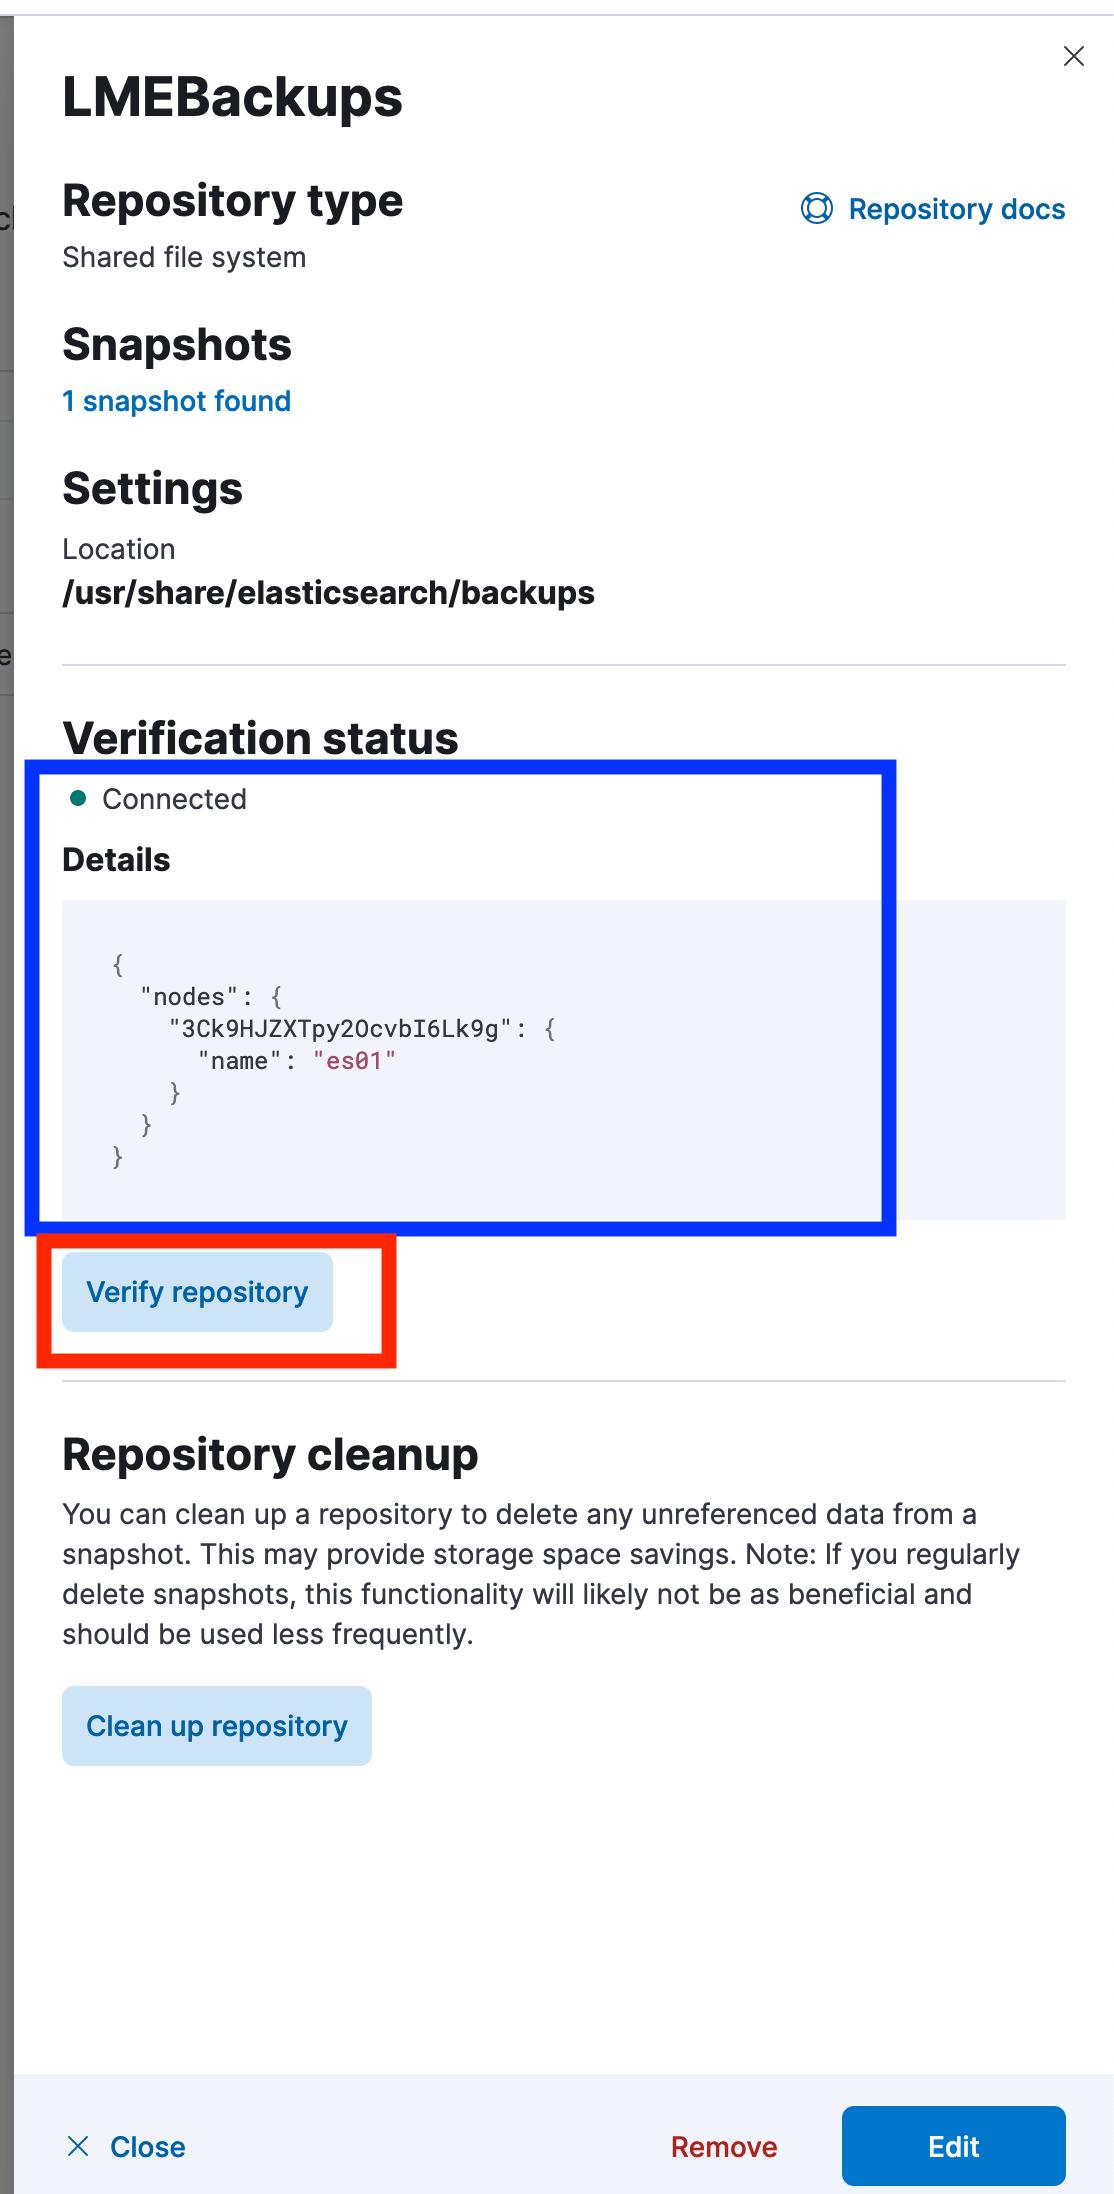 LMEBackups
Repository type
Repository docs
Shared file system
Snapshots
1 snapshot found
Settings
Location
/usr/share/elasticsearch/backups
Verification status
Connected
Details
{
"nodes": {
"3Ck9HJZXTpy2OcvbI6Lk9g": {
"name": "es01"
}
}
}
Verify repository
Repository cleanup
You can clean up a repository to delete any unreferenced data from a
snapshot. This may provide storage space savings. Note: If you regularly
delete snapshots, this functionality will likely not be as beneficial and
should be used less frequently.
Clean up repository
Close
Remove
Edit